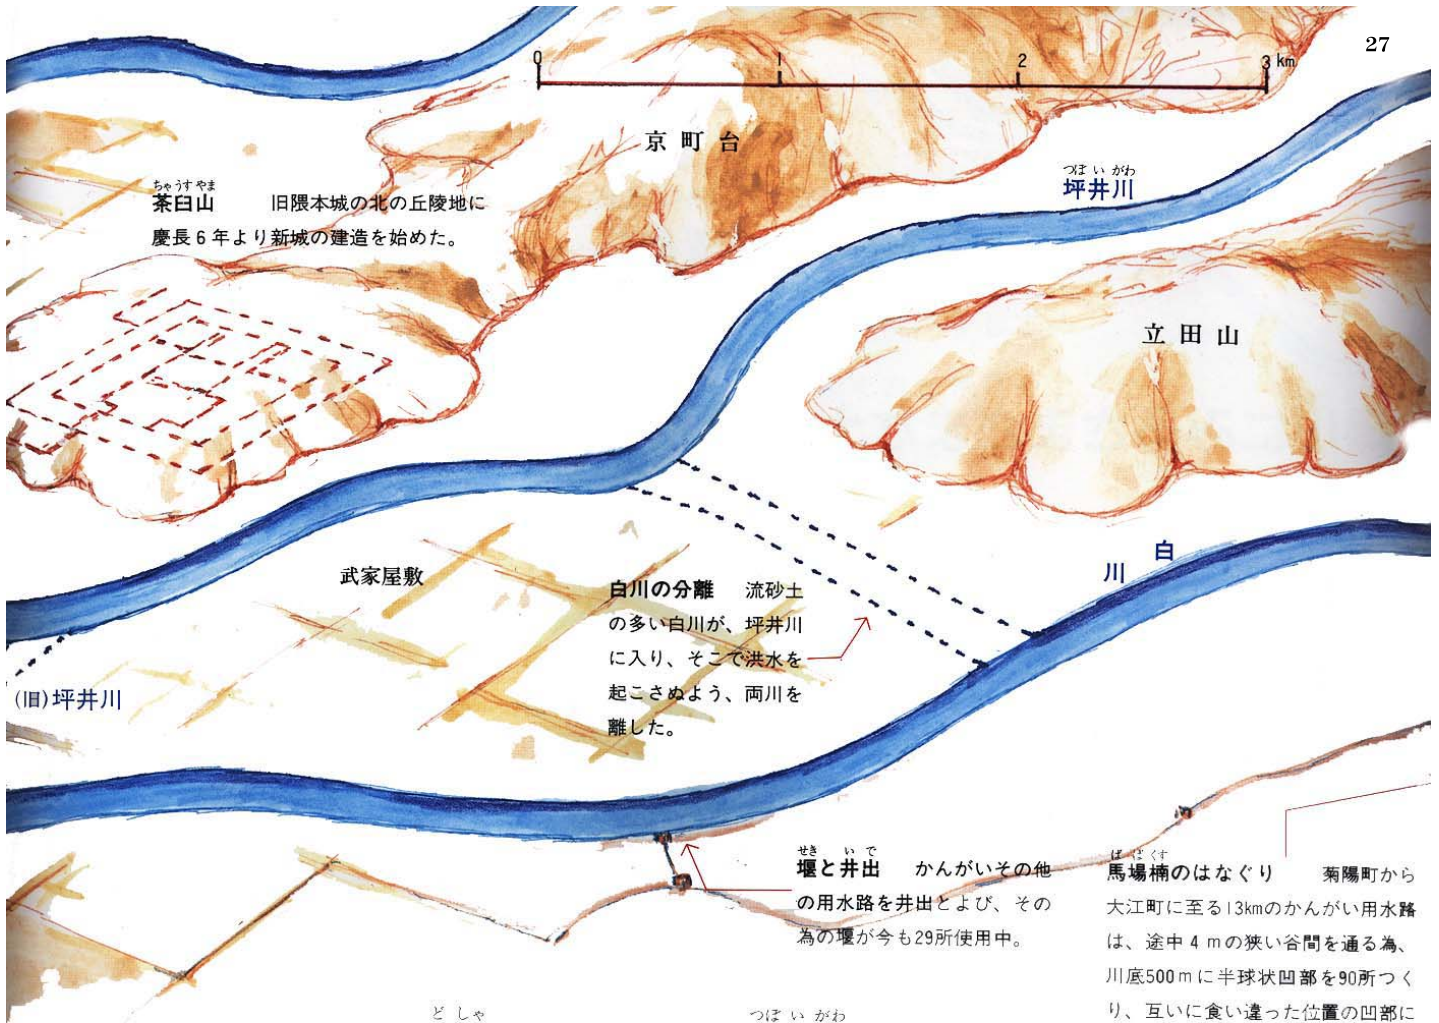 27
0 1 2 3 km
京町台
つぼいがわ
坪井川
ちゃうすやま
茶臼山 旧隈本城の北の丘陵地に
慶長6年より新城の建造を始めた。
立田山
白川
武家屋敷
白川の分離 流砂土
の多い白川が、坪井川
に入り、そこで洪水を
起こさぬよう、両川を
離した。
(旧)坪井川
せき いで
堰と井出 かんがいその他
の用水路を井出とよび、その
為の堰が今も29所使用中。
ばばぐす
馬場楠のはなぐり 菊陽町から
大江町に至る13kmのかんがい用水路
は、途中4mの狭い谷間を通る為、
川底500mに半球状凹部を90所つく
り、互いに食い違った位置の凹部に
どしゃ つぼいがわ